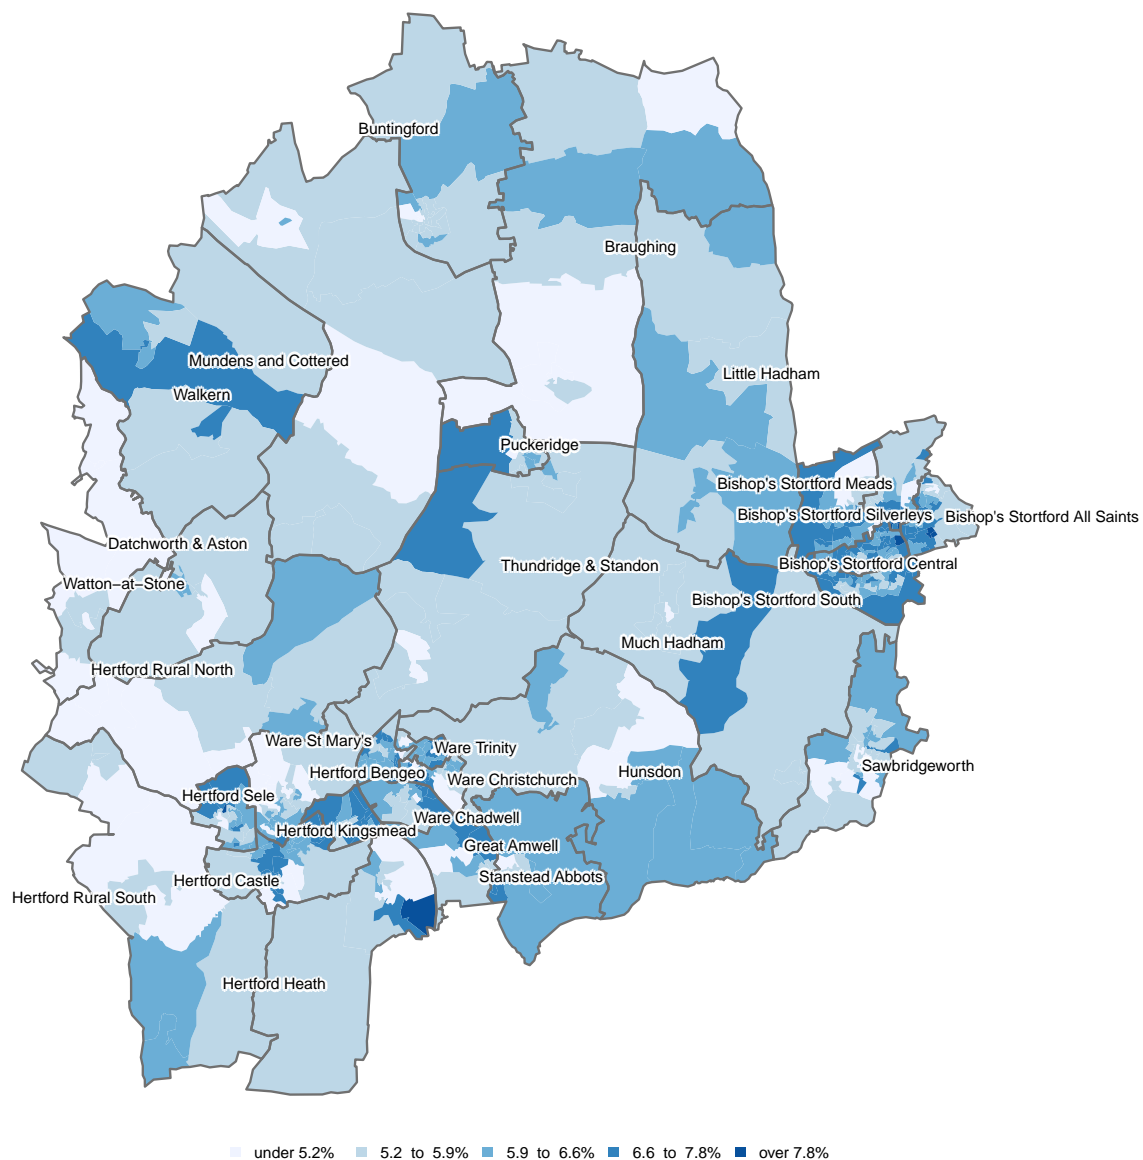 Buntingford
Braughing
Mundens and Cottered
Little Hadham
Walkern
Puckeridge
Bishop's Stortford Meads
Bishop's Stortford Silverleys
Bishop's Stortford All Saints
Datchworth & Aston
Bishop's Stortford Central
Thundridge & Standon
Watton−at−Stone
Bishop's Stortford South
Much Hadham
Hertford Rural North
Ware St Mary's
Ware Trinity
Sawbridgeworth
Hertford Bengeo
Hunsdon
Ware Christchurch
Hertford Sele
Ware Chadwell
Hertford Kingsmead
Great Amwell
Stanstead Abbots
Hertford Castle
Hertford Rural South
Hertford Heath
under 5.2% 5.2 to 5.9% 5.9 to 6.6% 6.6 to 7.8% over 7.8%